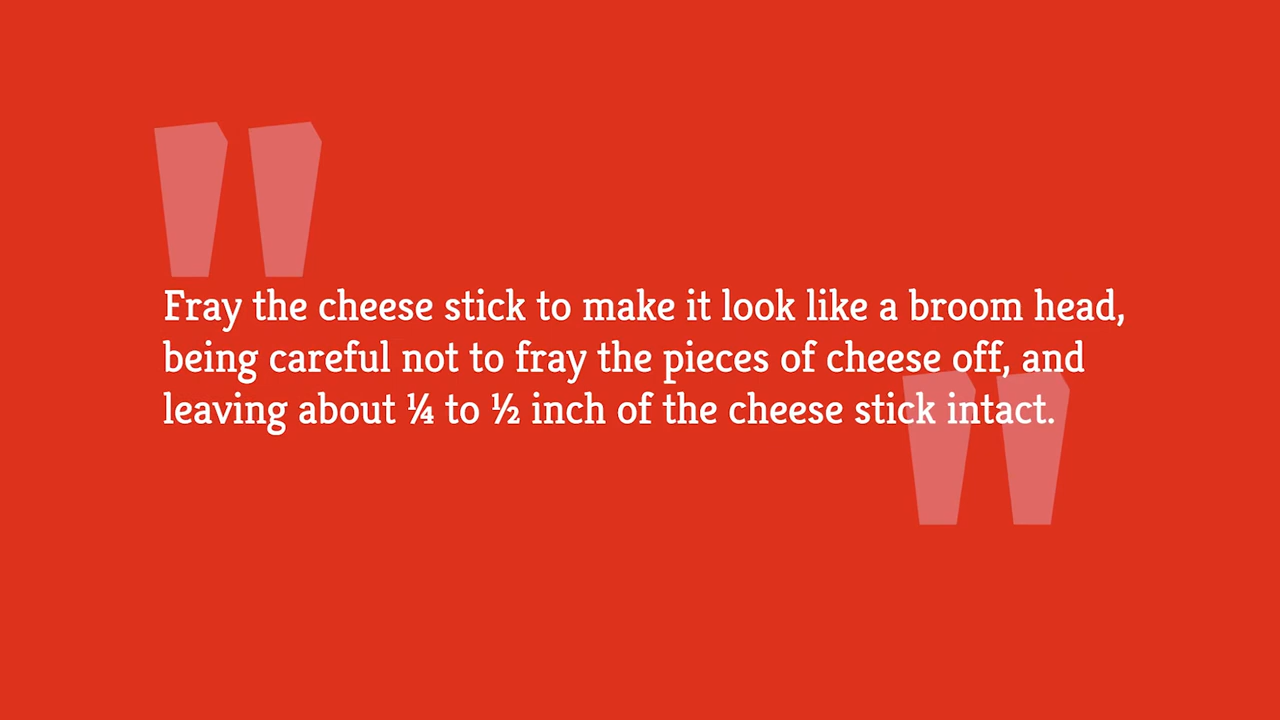 Fray the cheese stick to make it look like a broom head,
being careful not to fray the pieces of cheese off, and
leaving about ¼ to ½ inch of the cheese stick intact.